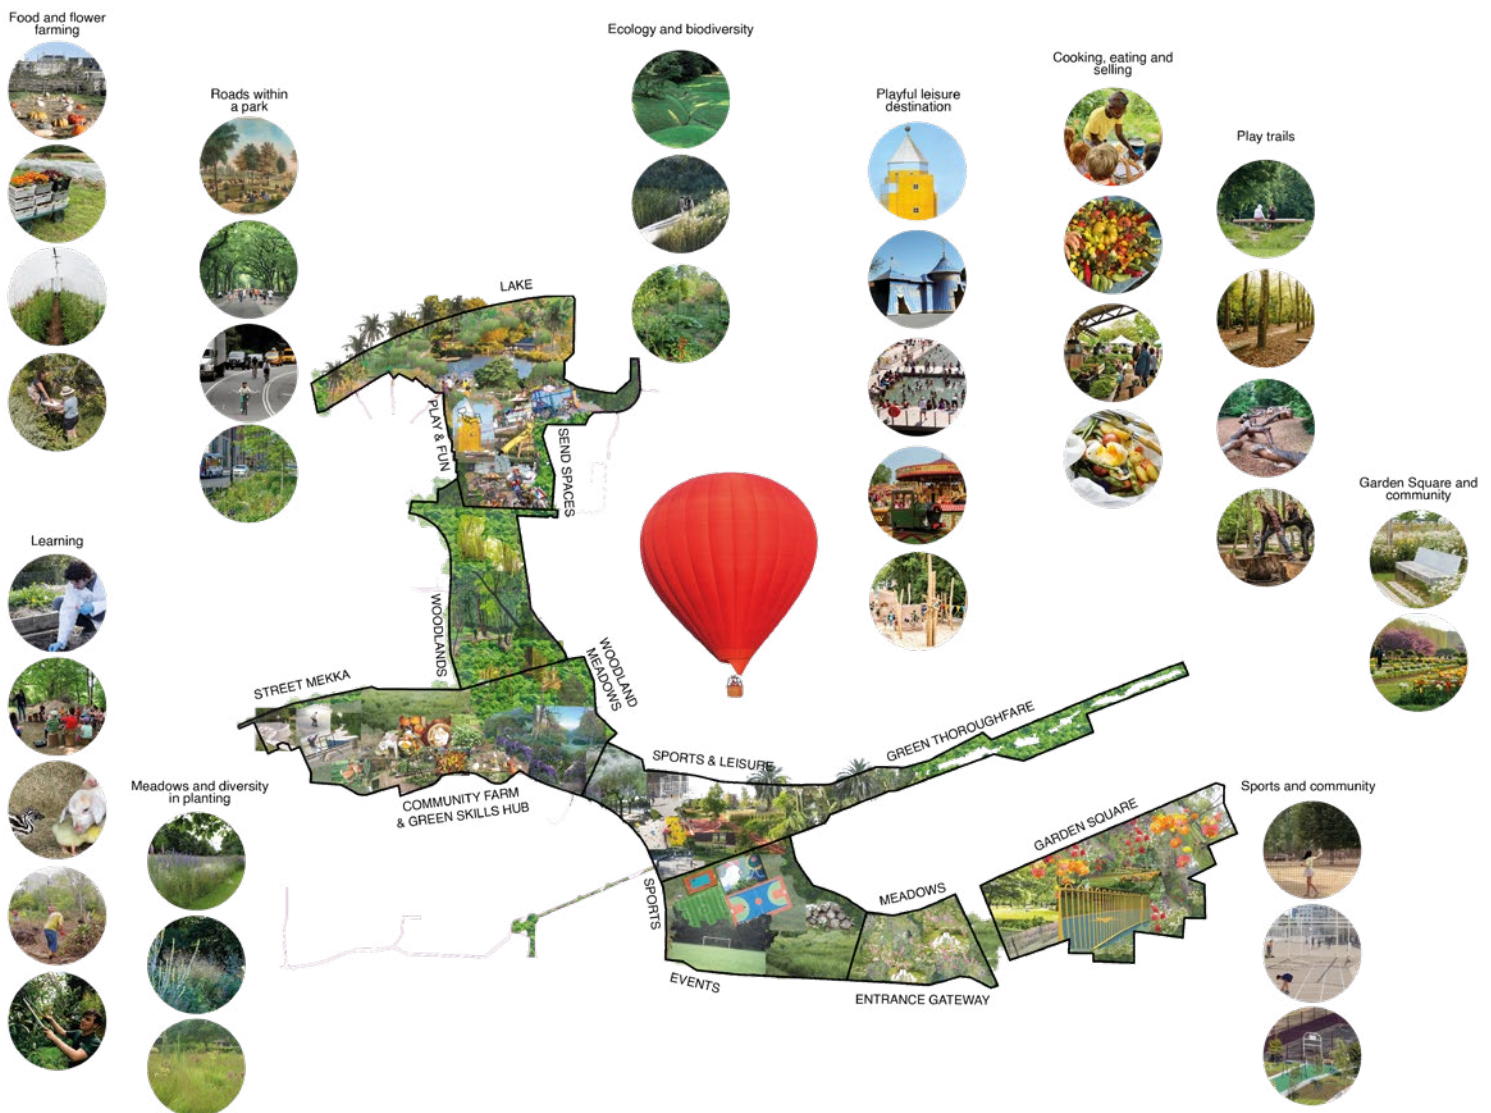 Food and flower
farming
Roads within
a park
Ecology and biodiversity
Playful leisure
destination
Cooking, eating and
selling
Play trails
Garden Square and
community
Learning
Meadows and diversity
in planting
Sports and community
LAKE
PLAY & FUN
SEND SPACES
WOODLANDS
WOODLAND
MEADOWS
STREET MEKKA
COMMUNITY FARM
& GREEN SKILLS HUB
SPORTS & LEISURE
GREEN THOROUGHFARE
GARDEN SQUARE
MEADOWS
SPORTS
EVENTS
ENTRANCE GATEWAY